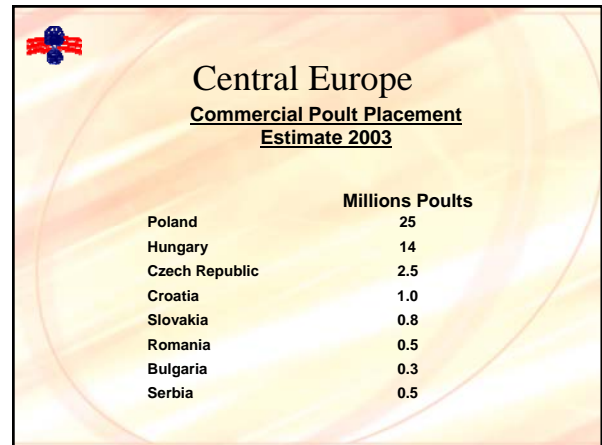 Central Europe
Commercial Poult Placement
Estimate 2003
Millions Poults
Poland 25
Hungary 14
Czech Republic 2.5
Croatia 1.0
Slovakia 0.8
Romania 0.5
Bulgaria 0.3
Serbia 0.5